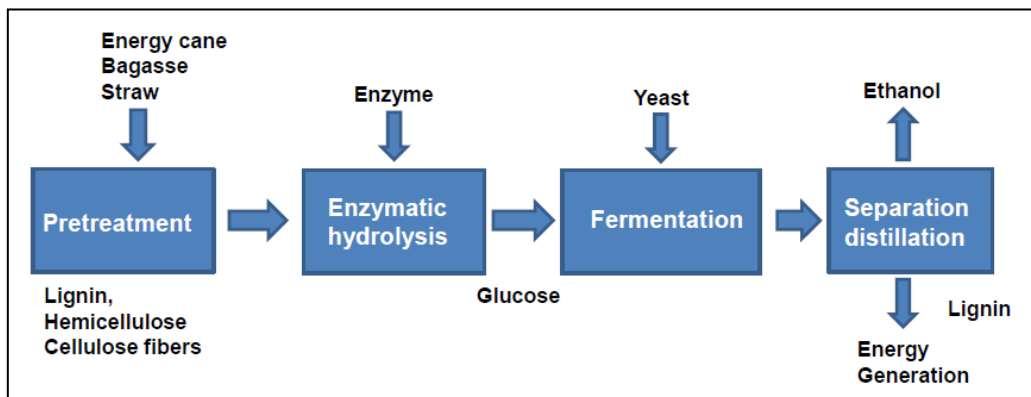 Energy cane
Bagasse
Straw
Enzyme
Yeast
Ethanol
Pretreatment
Enzymatic
hydrolysis
Fermentation
Separation
distillation
Lignin,
Hemicellulose
Cellulose fibers
Glucose
Lignin
Energy
Generation